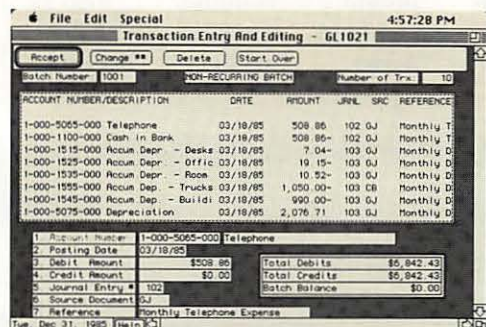 File Edit Special 4:57:28 PM
Transaction Entry And Editing - GL1021
Accept Change ** Delete Start Over
Batch Number: 1001 NON-RECURRING BATCH Number of Trx: 10
ACCOUNT NUMBER/DESCRIPTION DATE AMOUNT JRNL SRC REFERENCE
1-000-5065-000 Telephone 03/18/85 508.86 102 GJ Monthly T
1-000-1100-000 Cash in Bank 03/18/85 508.86- 102 GJ Monthly T
1-000-1515-000 Accum.Depr. - Desks 03/18/85 7.04- 103 GJ Monthly D
1-000-1525-000 Accum.Depr. - Offic 03/18/85 19.15- 103 GJ Monthly D
1-000-1535-000 Accum.Dep. - Room 03/18/85 10.52- 103 GJ Monthly D
1-000-1555-000 Accum.Dep. - Trucks 03/18/85 1,050.00- 103 CB Monthly D
1-000-1545-000 Accum.Dep. - Buildi 03/18/85 990.00- 103 GJ Monthly D
1-000-5075-000 Depreciation 03/18/85 2,076.71 103 GJ Monthly D
1 Account Number 1-000-5065-000 Telephone
2 Posting Date 03/18/85
3 Debit Amount $508.86 Total Debits $6,842.43
4 Credit Amount $0.00 Total Credits $6,842.43
5 Journal Entry # 102 Batch Balance $0.00
6 Source Document GJ
7 Reference Monthly Telephone Expense
Tue, Dec 31, 1985 Help